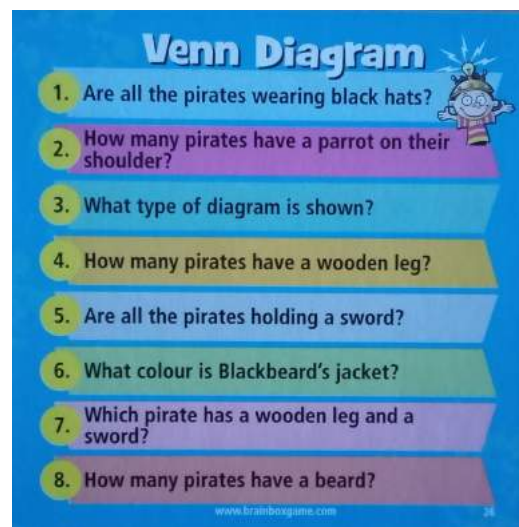 Venn Diagram
1. Are all the pirates wearing black hats?
2. How many pirates have a parrot on their
shoulder?
3. What type of diagram is shown?
4. How many pirates have a wooden leg?
5. Are all the pirates holding a sword?
6. What colour is Blackbeard's jacket?
7. Which pirate has a wooden leg and a
sword?
8. How many pirates have a beard?
www.brainboxgame.com